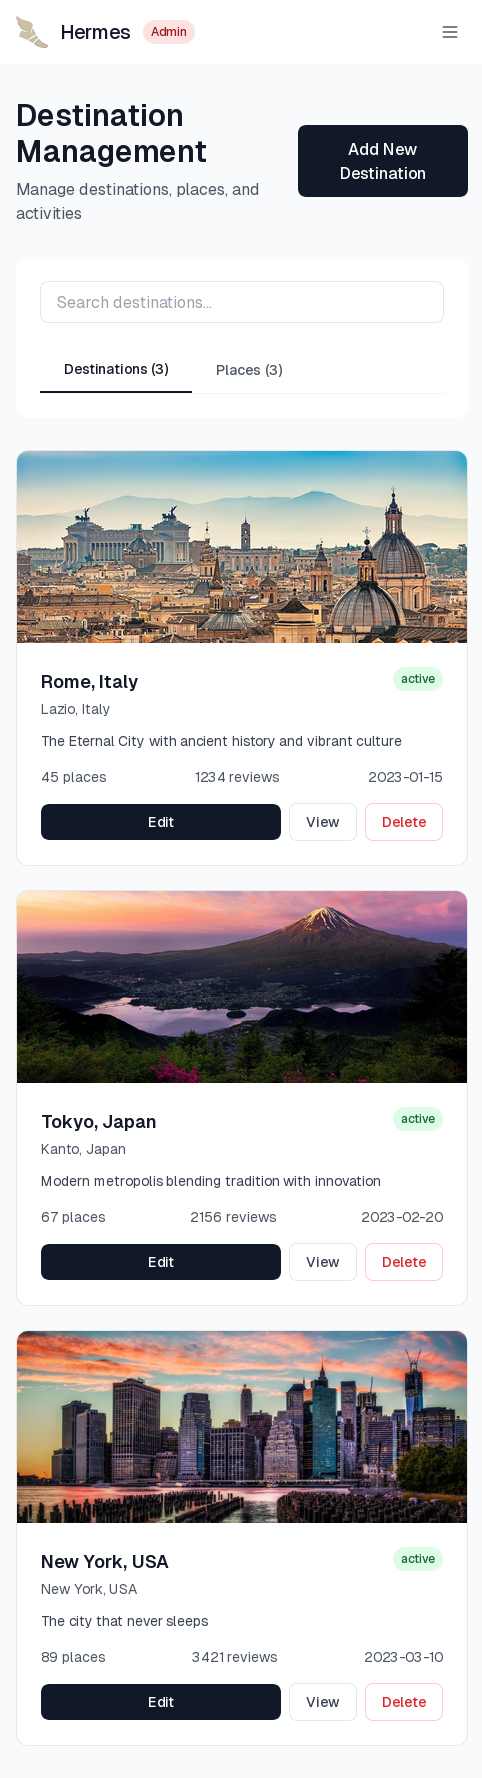 Hermes Admin
Destination
Management
Manage destinations, places, and
activities
Add New
Destination
Search destinations...
Destinations (3) Places (3)
Rome, Italy active
Lazio, Italy
The Eternal City with ancient history and vibrant culture
45 places 1234 reviews 2023-01-15
Edit View Delete
Tokyo, Japan active
Kanto, Japan
Modern metropolis blending tradition with innovation
67 places 2156 reviews 2023-02-20
Edit View Delete
New York, USA active
New York, USA
The city that never sleeps
89 places 3421 reviews 2023-03-10
Edit View Delete